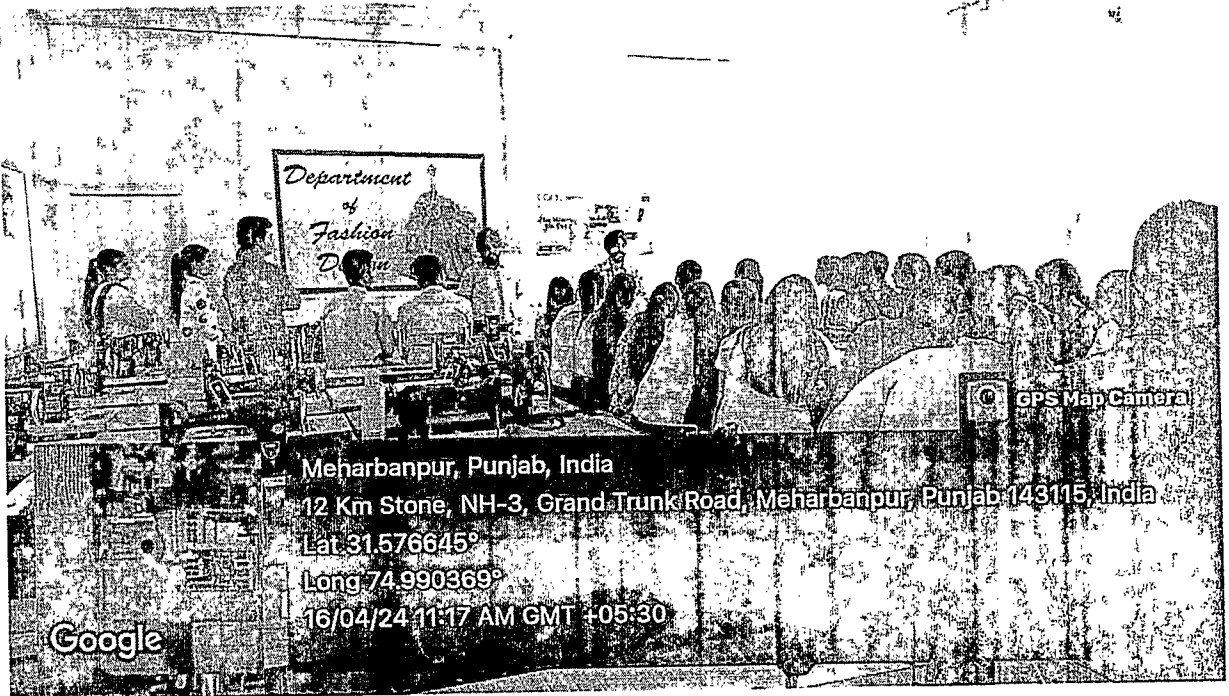 Department
of
Fashion
GPS Map Camera
Meharbanpur, Punjab, India
12 Km Stone, NH-3, Grand Trunk Road, Meharbanpur, Punjab 143115, India
Lat 31.576645°
Long 74.990369°
16/04/24 11:17 AM GMT +05:30
Google